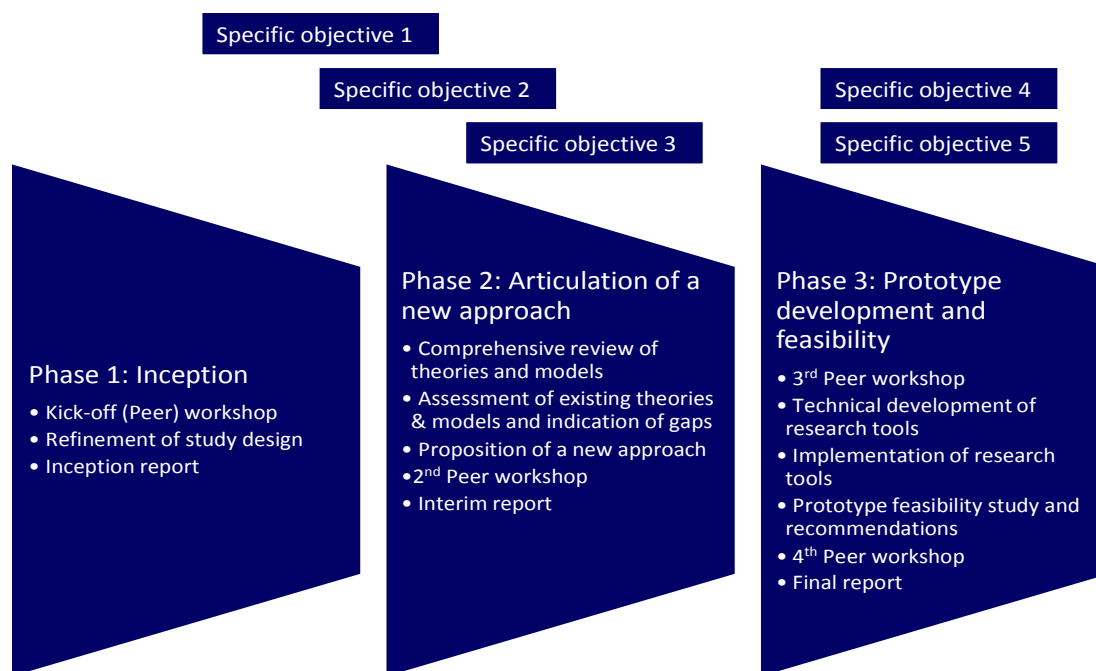 Specific objective 1
Specific objective 2
Specific objective 4
Specific objective 3
Specific objective 5
Phase 1: Inception
• Kick-off (Peer) workshop
• Refinement of study design
• Inception report
Phase 2: Articulation of a
new approach
• Comprehensive review of
theories and models
• Assessment of existing theories
& models and indication of gaps
• Proposition of a new approach
•2nd Peer workshop
• Interim report
Phase 3: Prototype
development and
feasibility
• 3rd Peer workshop
• Technical development of
research tools
• Implementation of research
tools
• Prototype feasibility study and
recommendations
• 4th Peer workshop
• Final report